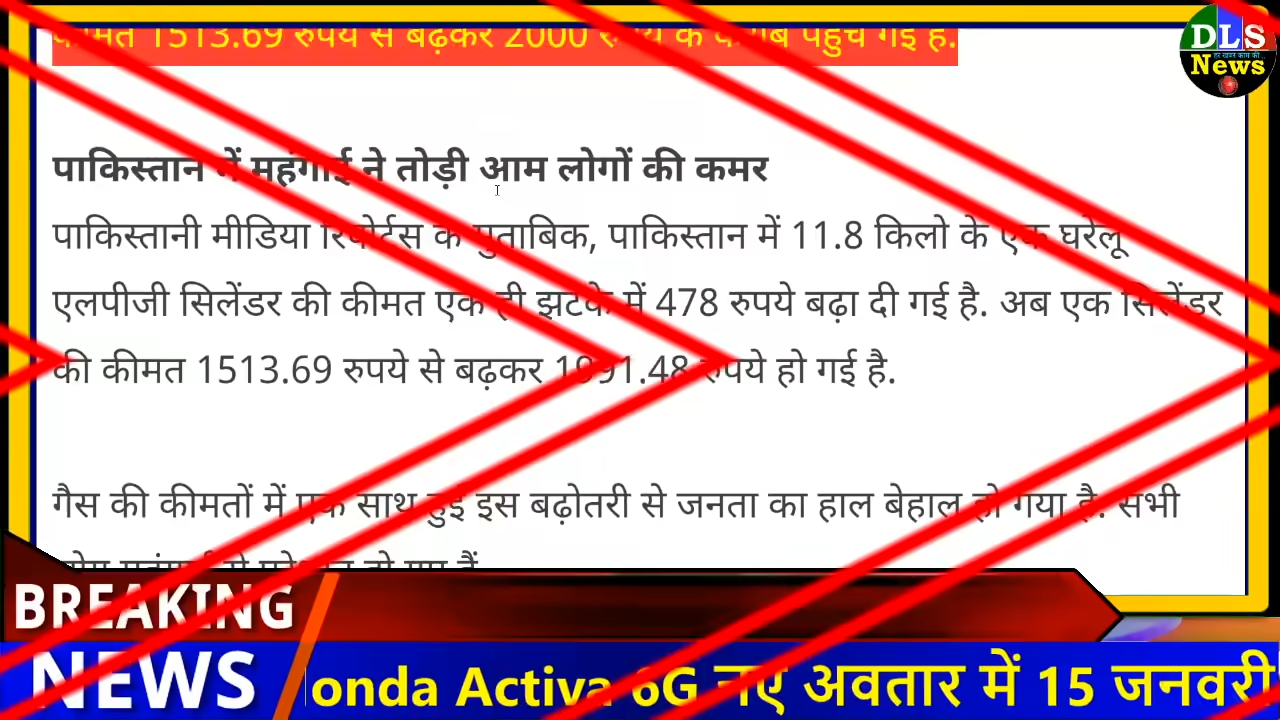 कीमत 1513.69 रुपये से बढ़कर 2000 रुपये के करीब पहुंच गई है.
DLS
हर खबर काम की...
News
पाकिस्तान में महंगाई ने तोड़ी आम लोगों की कमर
पाकिस्तानी मीडिया रिपोर्टस के मुताबिक, पाकिस्तान में 11.8 किलो के एक घरेलू
एलपीजी सिलेंडर की कीमत एक ही झटके में 478 रुपये बढ़ा दी गई है. अब एक सिलेंडर
की कीमत 1513.69 रुपये से बढ़कर 1991.48 रुपये हो गई है.
गैस की कीमतों में एक साथ हुई इस बढ़ोतरी से जनता का हाल बेहाल हो गया है. सभी
BREAKING
NEWS
onda Activa 6G नए अवतार में 15 जनवरी